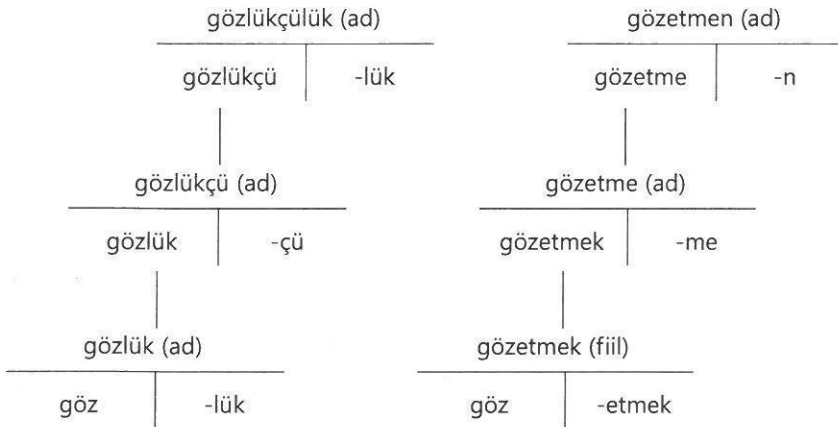 gözlükçülük (ad)
gözlükçü -lük
gözlükçü (ad)
gözlük -çü
gözlük (ad)
göz -lük
gözetmen (ad)
gözetme -n
gözetme (ad)
gözetmek -me
gözetmek (fiil)
göz -etmek